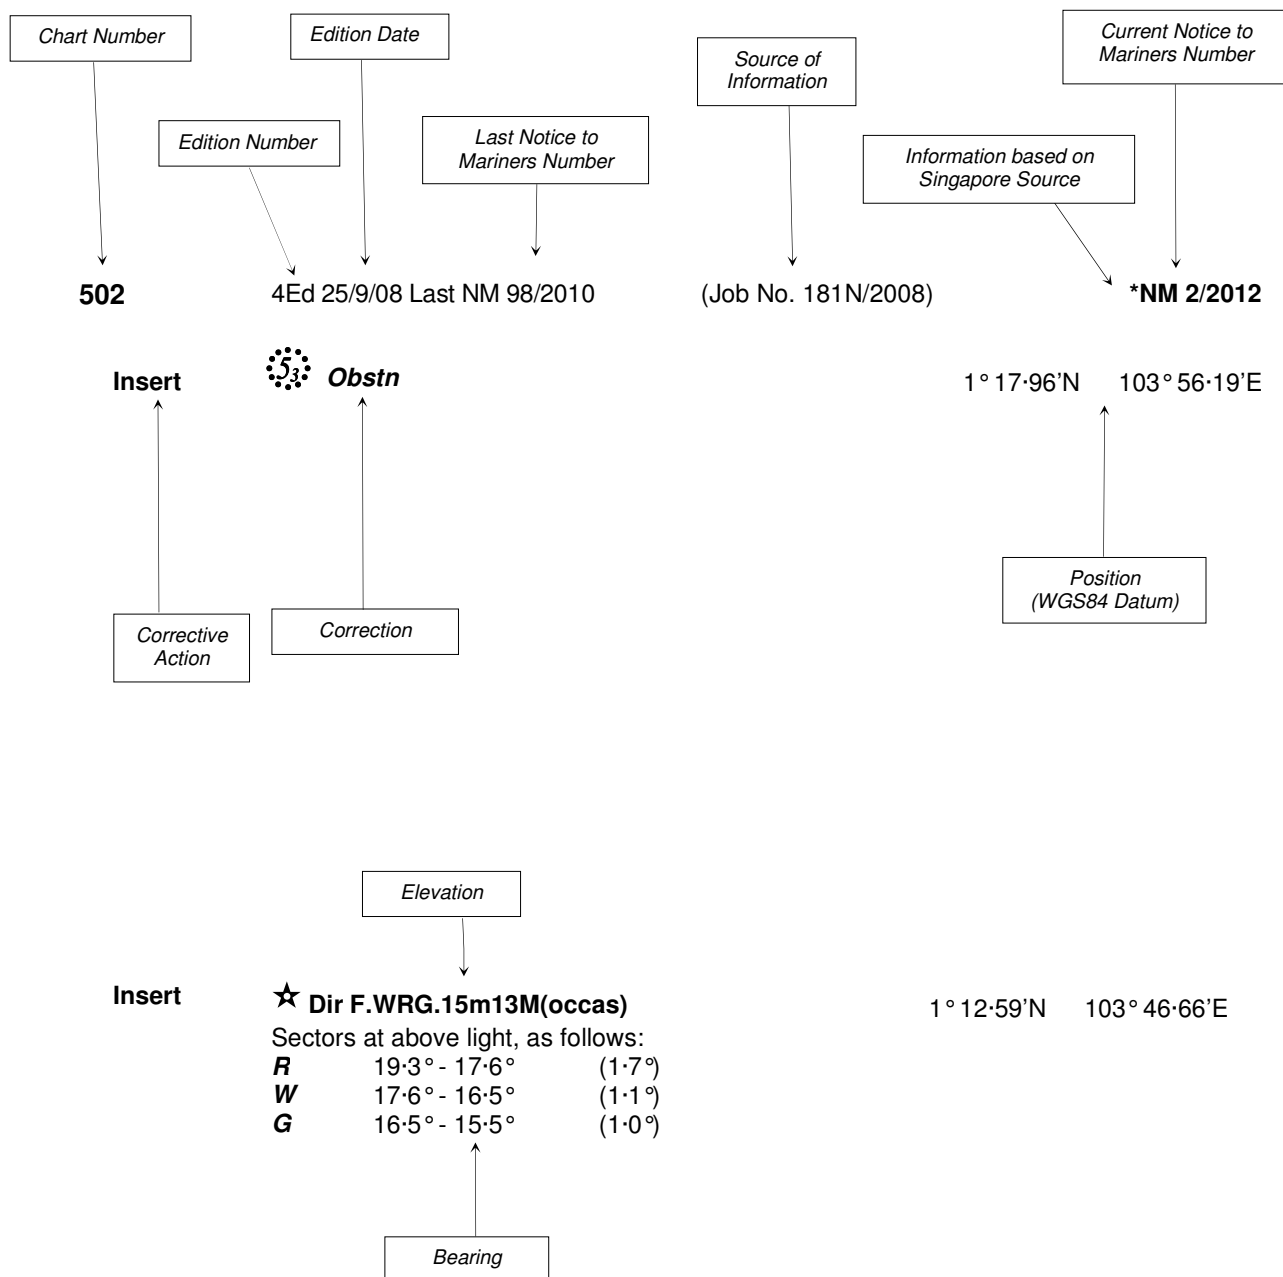 Chart Number
Edition Date
Source of
Information
Current Notice to
Mariners Number
Edition Number
Last Notice to
Mariners Number
Information based on
Singapore Source
502 4Ed 25/9/08 Last NM 98/2010 (Job No. 181N/2008) *NM 2/2012
Insert 5₃ Obstn 1° 17·96’N 103° 56·19’E
Position
(WGS84 Datum)
Corrective
Action
Correction
Elevation
Insert Dir F.WRG.15m13M(occas) 1° 12·59’N 103° 46·66’E
Sectors at above light, as follows:
R 19·3° - 17·6° (1·7°)
W 17·6° - 16·5° (1·1°)
G 16·5° - 15·5° (1·0°)
Bearing